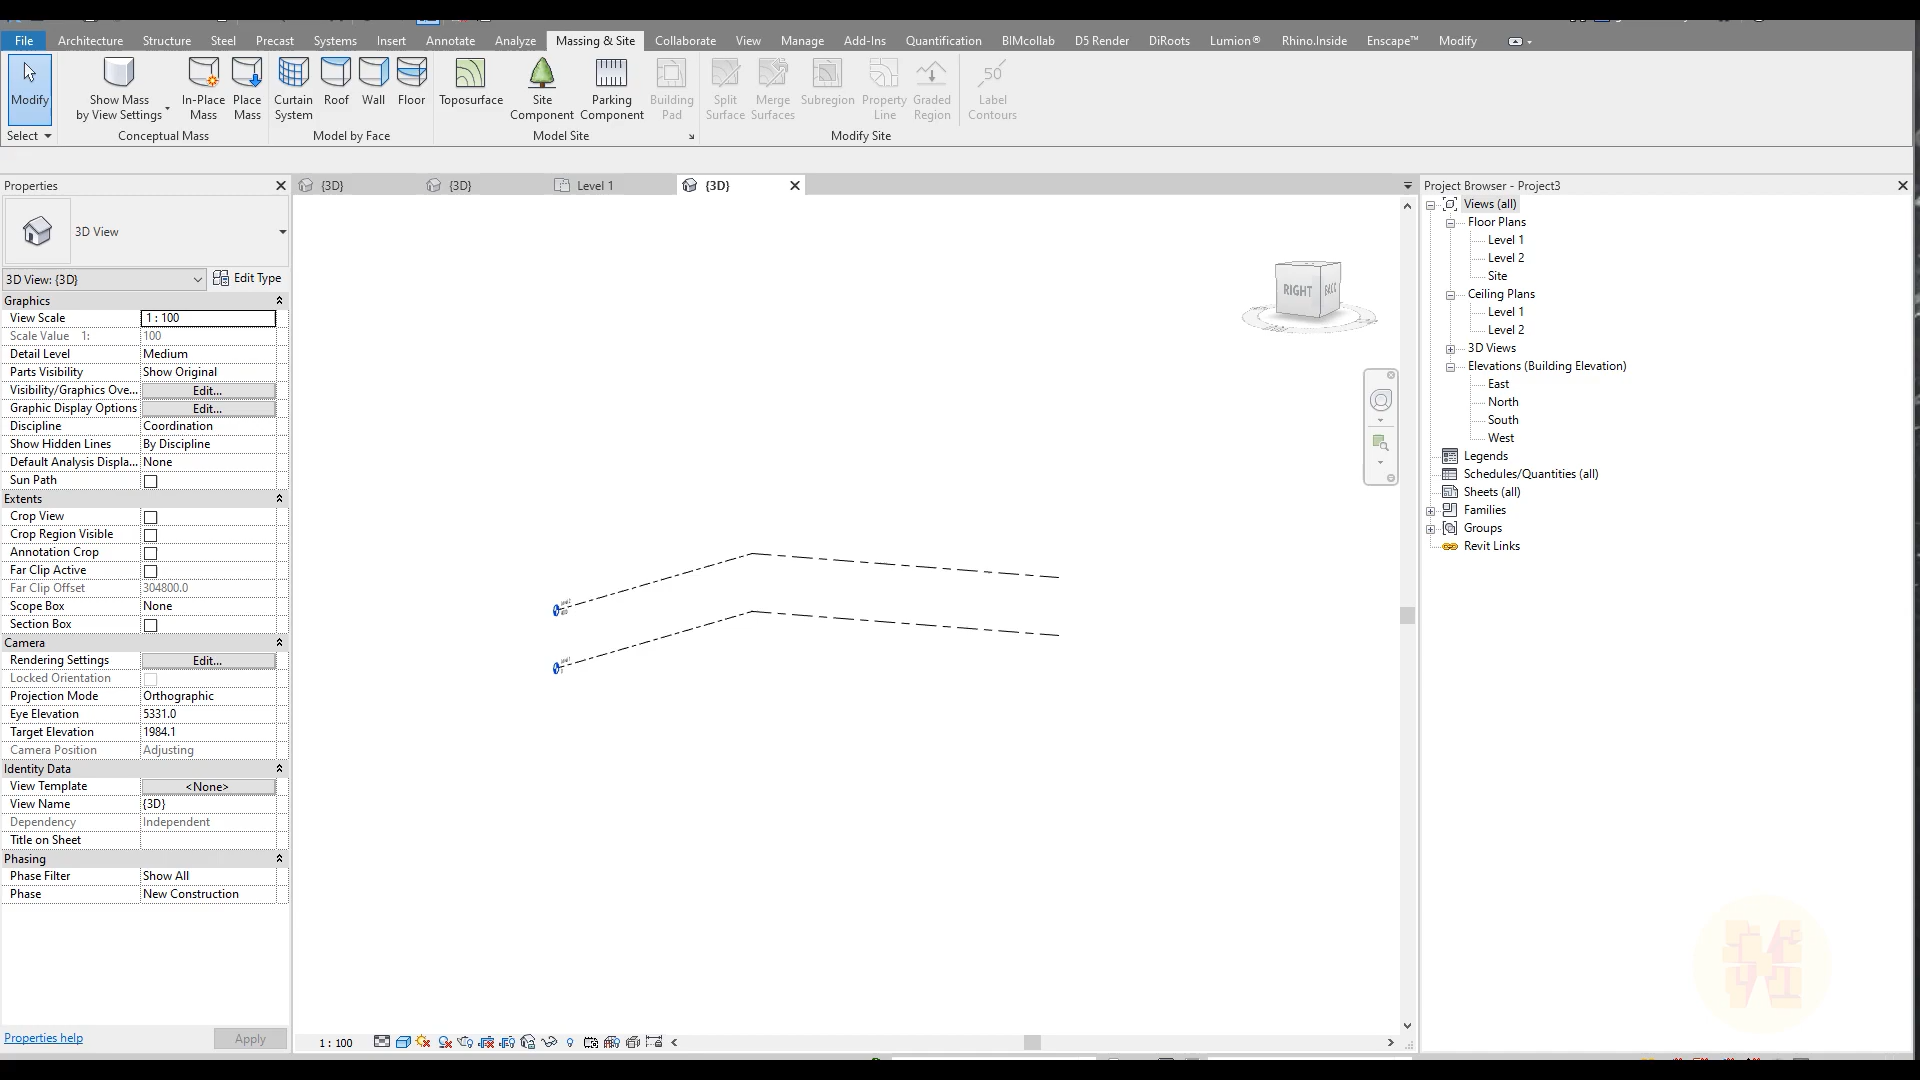 File Architecture Structure Steel Precast Systems Insert Annotate Analyze Massing & Site Collaborate View Manage Add-Ins Quantification BIMcollab D5 Render DiRoots Lumion® Rhino.Inside Enscape™ Modify
Modify
Show Mass
by View Settings
In-Place
Mass
Place
Mass
Curtain
System
Roof
Wall
Floor
Toposurface
Site
Component
Parking
Component
Building
Pad
Split
Surface
Merge
Surfaces
Subregion
Property
Line
Graded
Region
50
Label
Contours
Select
Conceptual Mass
Model by Face
Model Site
Modify Site
Properties
3D View
3D View: {3D}
Edit Type
Graphics
View Scale 1 : 100
Scale Value 1: 100
Detail Level Medium
Parts Visibility Show Original
Visibility/Graphics Ove... Edit...
Graphic Display Options Edit...
Discipline Coordination
Show Hidden Lines By Discipline
Default Analysis Displa... None
Sun Path
Extents
Crop View
Crop Region Visible
Annotation Crop
Far Clip Active
Far Clip Offset 304800.0
Scope Box None
Section Box
Camera
Rendering Settings Edit...
Locked Orientation
Projection Mode Orthographic
Eye Elevation 5331.0
Target Elevation 1984.1
Camera Position Adjusting
Identity Data
View Template <None>
View Name {3D}
Dependency Independent
Title on Sheet
Phasing
Phase Filter Show All
Phase New Construction
Properties help
Apply
{3D} {3D} Level 1 {3D}
RIGHT BACK
1 : 100
Project Browser - Project3
Views (all)
Floor Plans
Level 1
Level 2
Site
Ceiling Plans
Level 1
Level 2
3D Views
Elevations (Building Elevation)
East
North
South
West
Legends
Schedules/Quantities (all)
Sheets (all)
Families
Groups
Revit Links